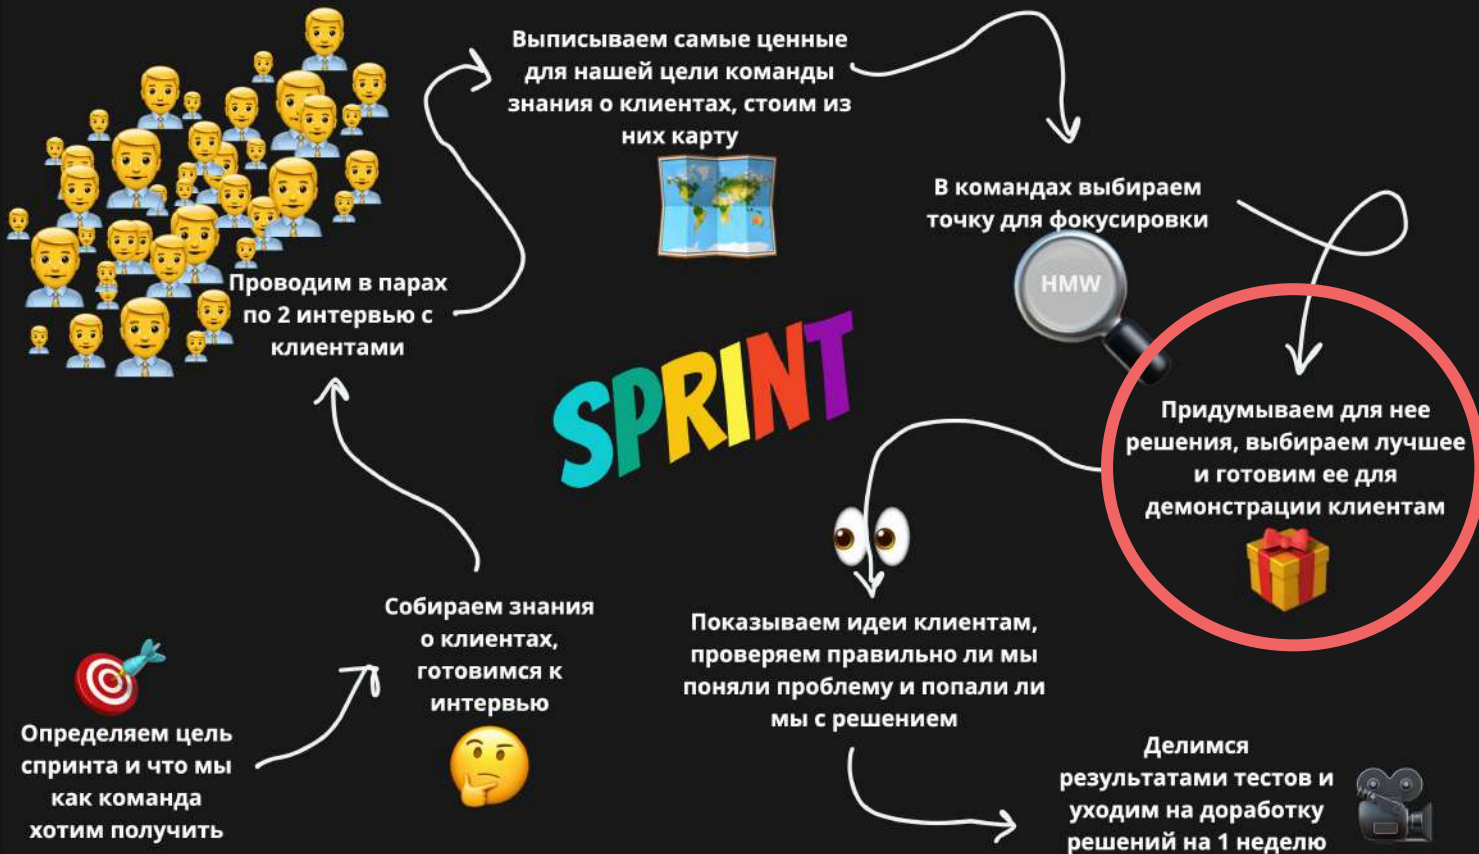 Выписываем самые ценные
для нашей цели команды
знания о клиентах, стоим из
них карту
В командах выбираем
точку для фокусировки
HMW
Проводим в парах
по 2 интервью с
клиентами
SPRINT
Придумываем для нее
решения, выбираем лучшее
и готовим ее для
демонстрации клиентам
Собираем знания
о клиентах,
готовимся к
интервью
Показываем идеи клиентам,
проверяем правильно ли мы
поняли проблему и попали ли
мы с решением
Определяем цель
спринта и что мы
как команда
хотим получить
Делимся
результатами тестов и
уходим на доработку
решений на 1 неделю